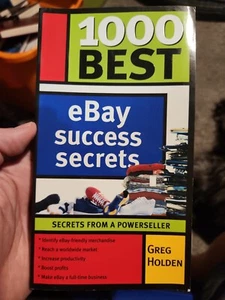 1000
BEST
eBay
success
secrets
SECRETS FROM A POWERSELLER
• Identify eBay-friendly merchandise
• Reach a worldwide market
• Increase productivity
• Boost profits
• Make eBay a full-time business
GREG
HOLDEN